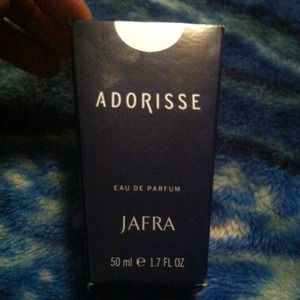 ADORISSE
EAU DE PARFUM
JAFRA
50 ml ℮ 1.7 FL OZ